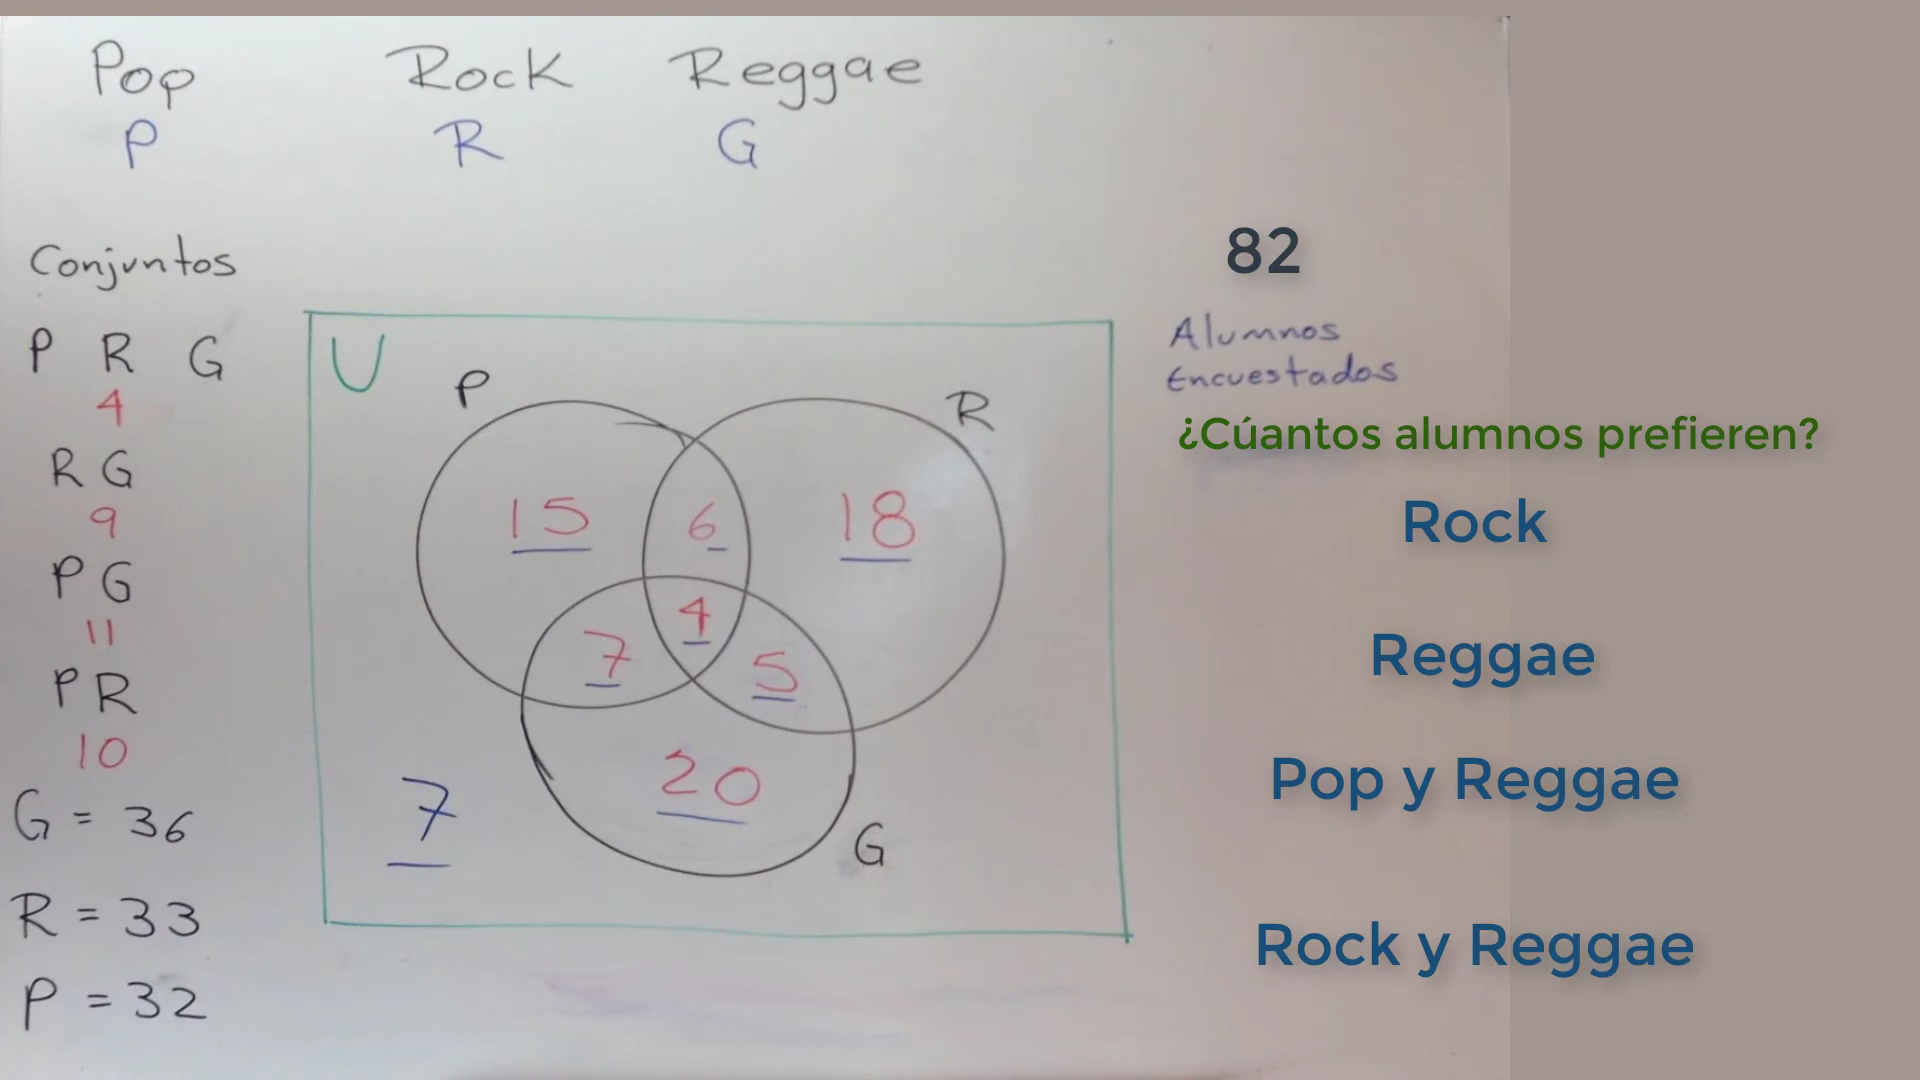 Pop Rock Reggae
P R G
Conjuntos
P R G
4
R G
9
P G
11
P R
10
G = 36
R = 33
P = 32
U
P
R
15 6 18
4
7 5
20
7
G
82
Alumnos
Encuestados
¿Cúantos alumnos prefieren?
Rock
Reggae
Pop y Reggae
Rock y Reggae